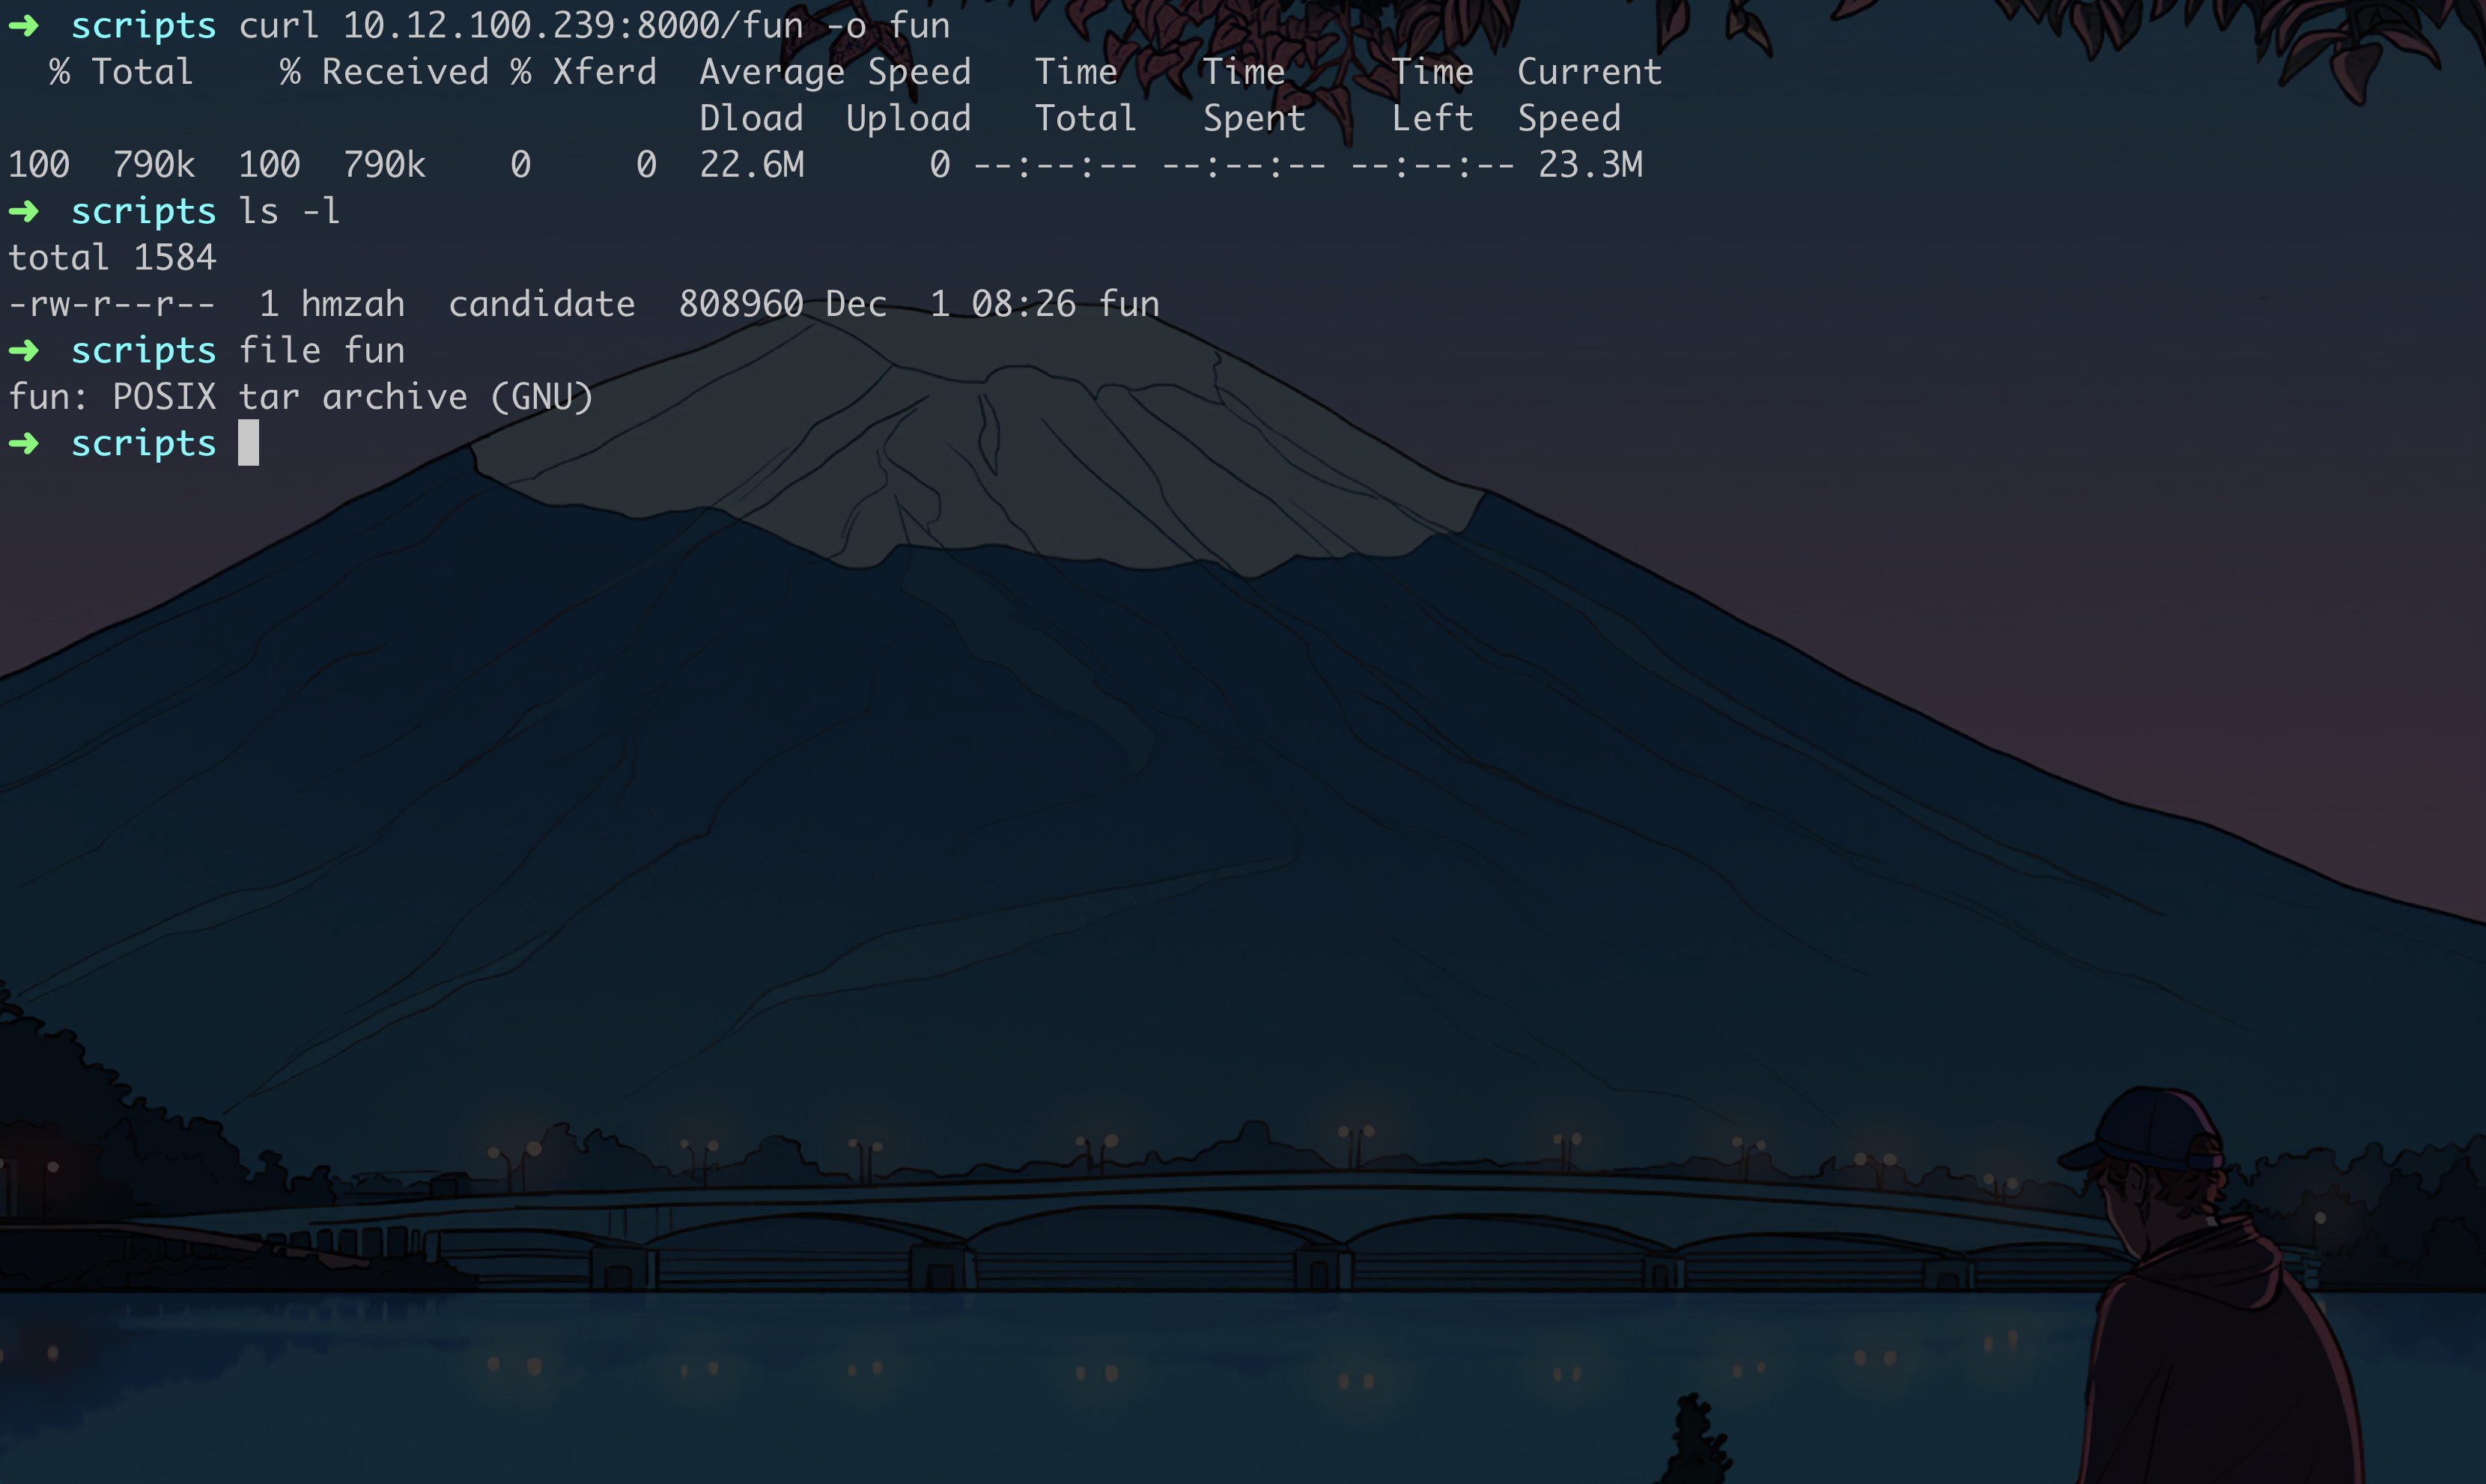 ➜  scripts curl 10.12.100.239:8000/fun -o fun
  % Total    % Received % Xferd  Average Speed   Time    Time     Time  Current
                                 Dload  Upload   Total   Spent    Left  Speed
100  790k  100  790k    0     0  22.6M      0 --:--:-- --:--:-- --:--:-- 23.3M
➜  scripts ls -l
total 1584
-rw-r--r--  1 hmzah  candidate  808960 Dec  1 08:26 fun
➜  scripts file fun
fun: POSIX tar archive (GNU)
➜  scripts